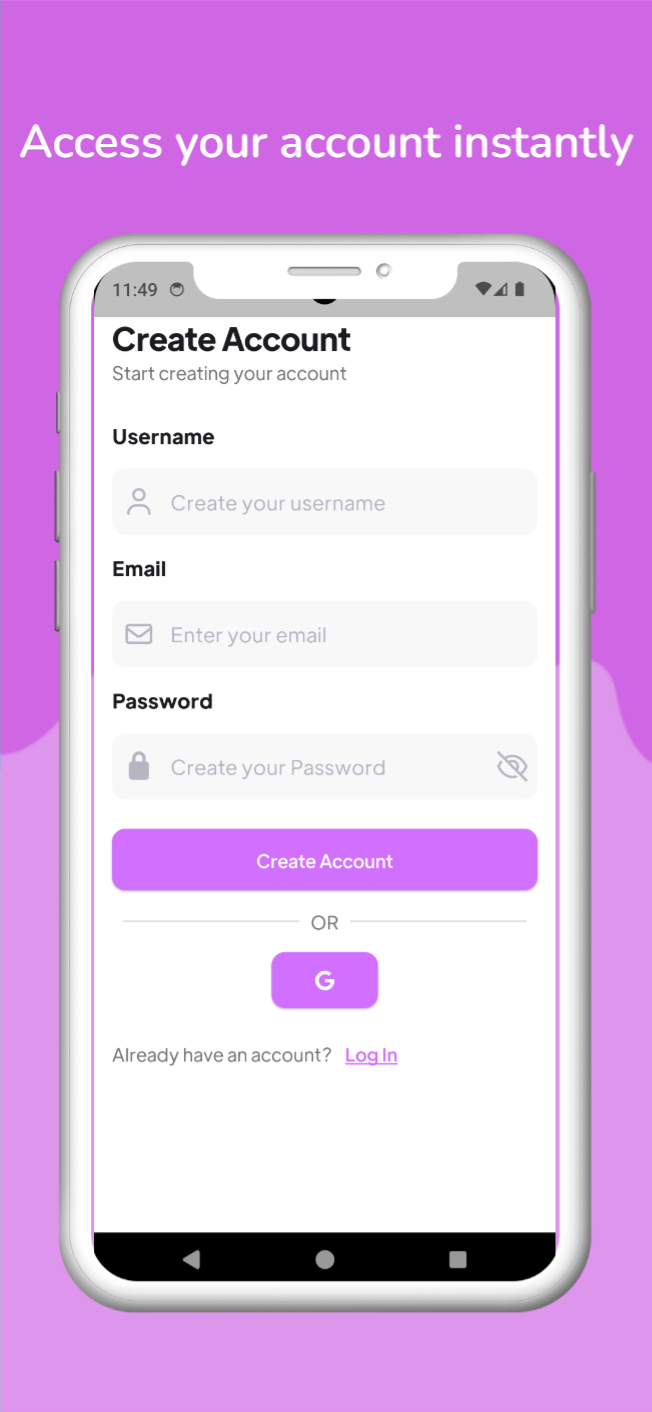 Access your account instantly
11:49
Create Account
Start creating your account
Username
Create your username
Email
Enter your email
Password
Create your Password
Create Account
OR
G
Already have an account? Log In